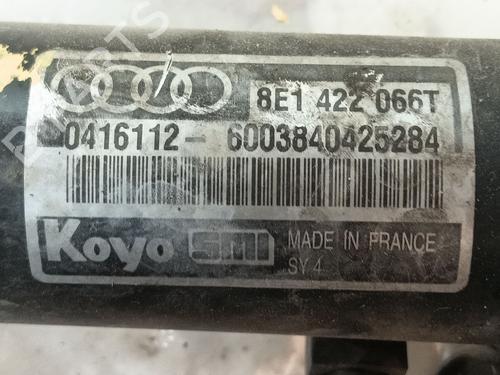 8E1 422 066T
0416112- 6003840425284
Koyo SMI MADE IN FRANCE
SY 4